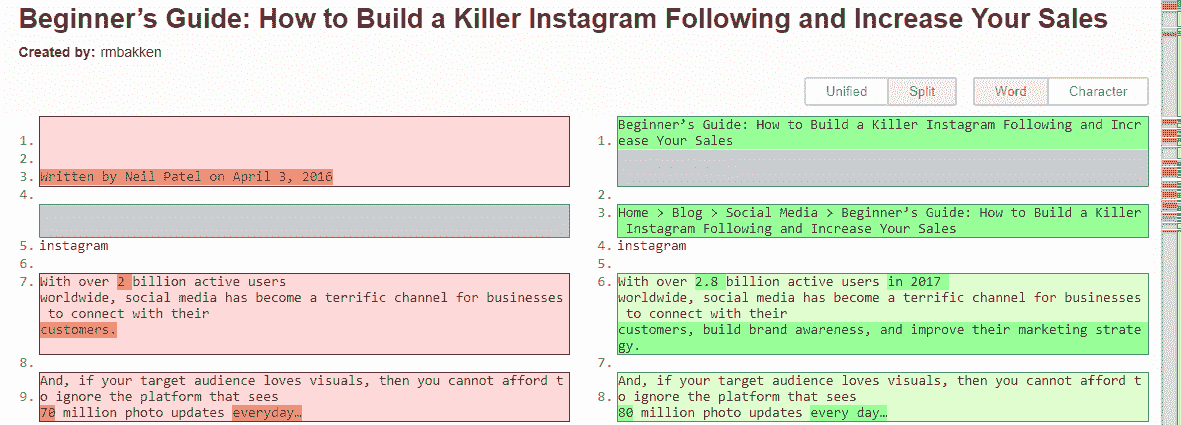 Beginner’s Guide: How to Build a Killer Instagram Following and Increase Your Sales
Created by: rmbakken
Unified Split Word Character
1.
2.
3. Written by Neil Patel on April 3, 2016
4.
5. instagram
6.
7. With over 2 billion active users
worldwide, social media has become a terrific channel for businesses
to connect with their
customers.
8.
And, if your target audience loves visuals, then you cannot afford t
9. o ignore the platform that sees
70 million photo updates everyday…
Beginner’s Guide: How to Build a Killer Instagram Following and Incr
1. ease Your Sales
2.
3. Home > Blog > Social Media > Beginner’s Guide: How to Build a Killer
Instagram Following and Increase Your Sales
4. instagram
5.
6. With over 2.8 billion active users in 2017
worldwide, social media has become a terrific channel for businesses
to connect with their
customers, build brand awareness, and improve their marketing strate
gy.
7.
And, if your target audience loves visuals, then you cannot afford t
8. o ignore the platform that sees
80 million photo updates every day…